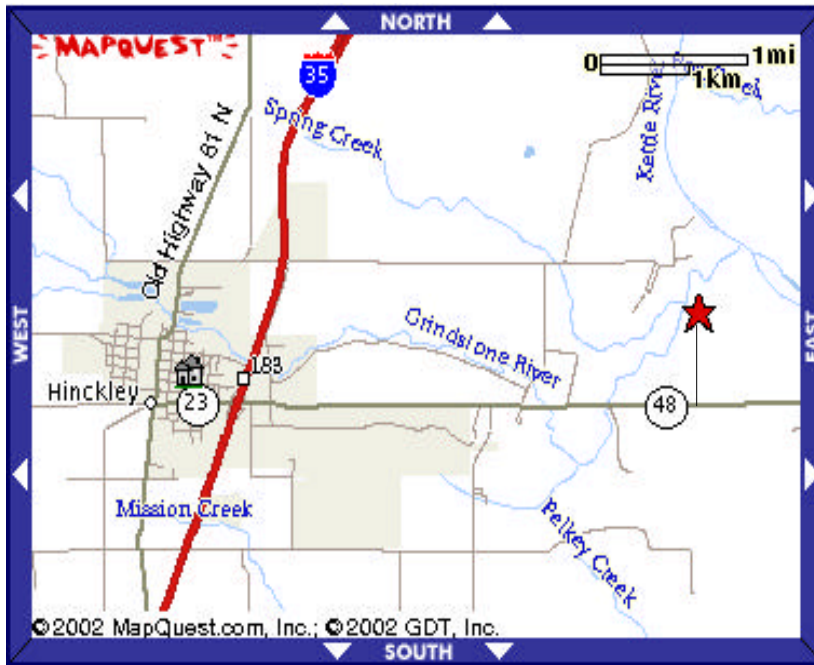 NORTH
MAPQUEST™
0
1mi
1Km
35
Kettle River
Spring Creek
Old Highway 61 N
WEST
EAST
Grindstone River
183
Hinckley
23
48
Mission Creek
Pelkey Creek
©2002 MapQuest.com, Inc.; ©2002 GDT, Inc.
SOUTH